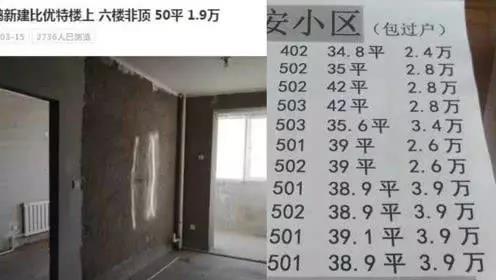 鹅新建比优特楼上 六楼非顶 50平 1.9万
03-15 2736人已浏览
安小区(包过户)
402 34.8平 2.4万
502 35平 2.8万
502 42平 2.8万
503 42平 2.8万
503 35.6平 3.4万
501 39平 2.6万
502 39平 2.6万
501 38.9平 3.9万
502 38.9平 3.9万
501 39.1平 3.9万
501 38.9平 3.9万